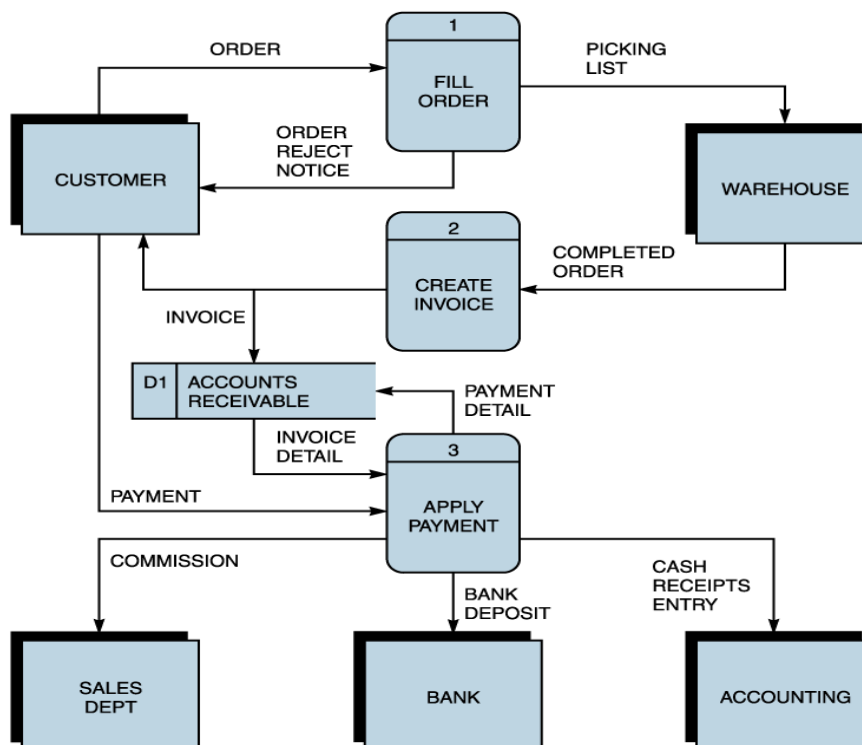 1
ORDER
PICKING
LIST
FILL
ORDER
ORDER
REJECT
NOTICE
CUSTOMER
WAREHOUSE
2
COMPLETED
ORDER
CREATE
INVOICE
INVOICE
D1
ACCOUNTS
RECEIVABLE
PAYMENT
DETAIL
INVOICE
DETAIL
3
PAYMENT
APPLY
PAYMENT
COMMISSION
BANK
DEPOSIT
CASH
RECEIPTS
ENTRY
SALES
DEPT
BANK
ACCOUNTING